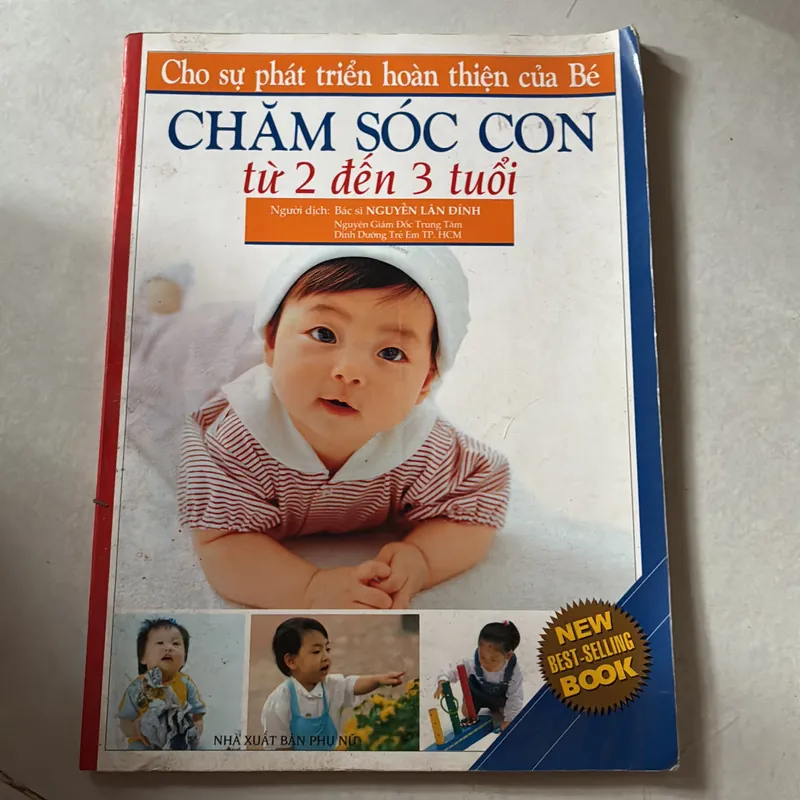 Cho sự phát triển hoàn thiện của Bé
CHĂM SÓC CON
từ 2 đến 3 tuổi
Người dịch: Bác sĩ NGUYỄN LÂN ĐÍNH
Nguyên Giám Đốc Trung Tâm
Dinh Dưỡng Trẻ Em TP. HCM
NEW
BEST-SELLING
BOOK
NHÀ XUẤT BẢN PHỤ NỮ